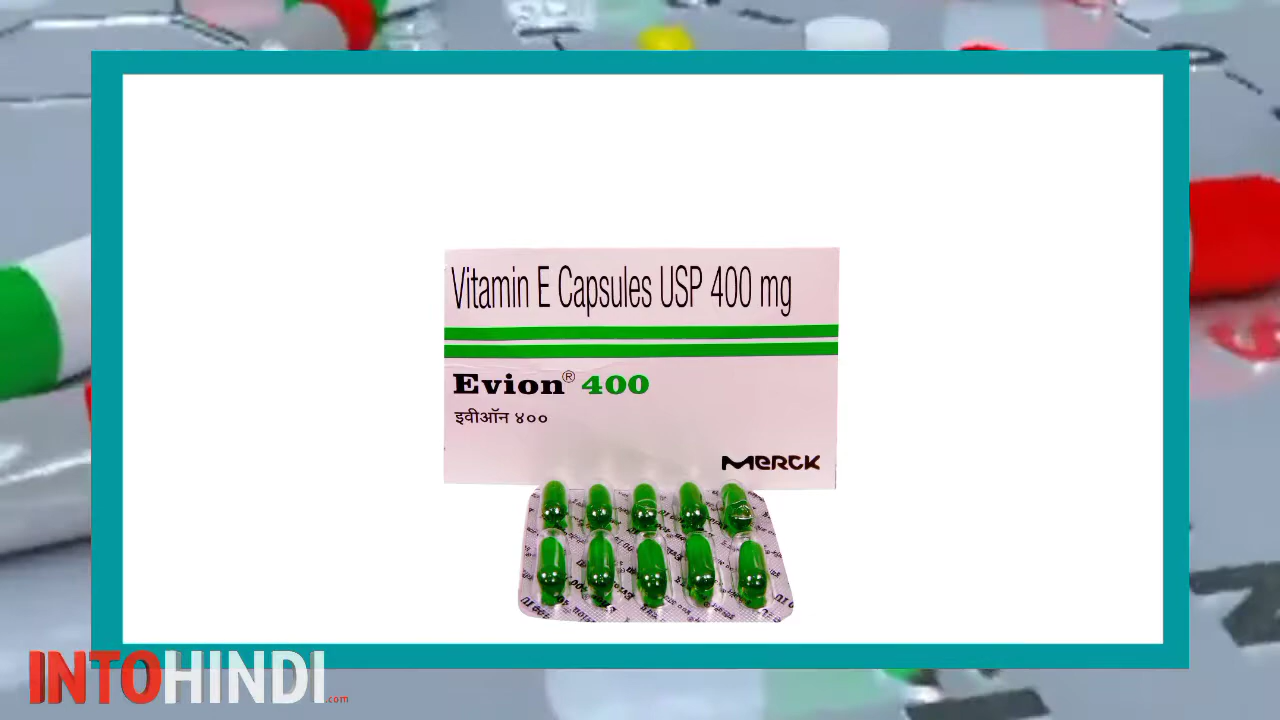 Vitamin E Capsules USP 400 mg
Evion® 400
इवीऑन ४००
MERCK
INTOHINDI.com